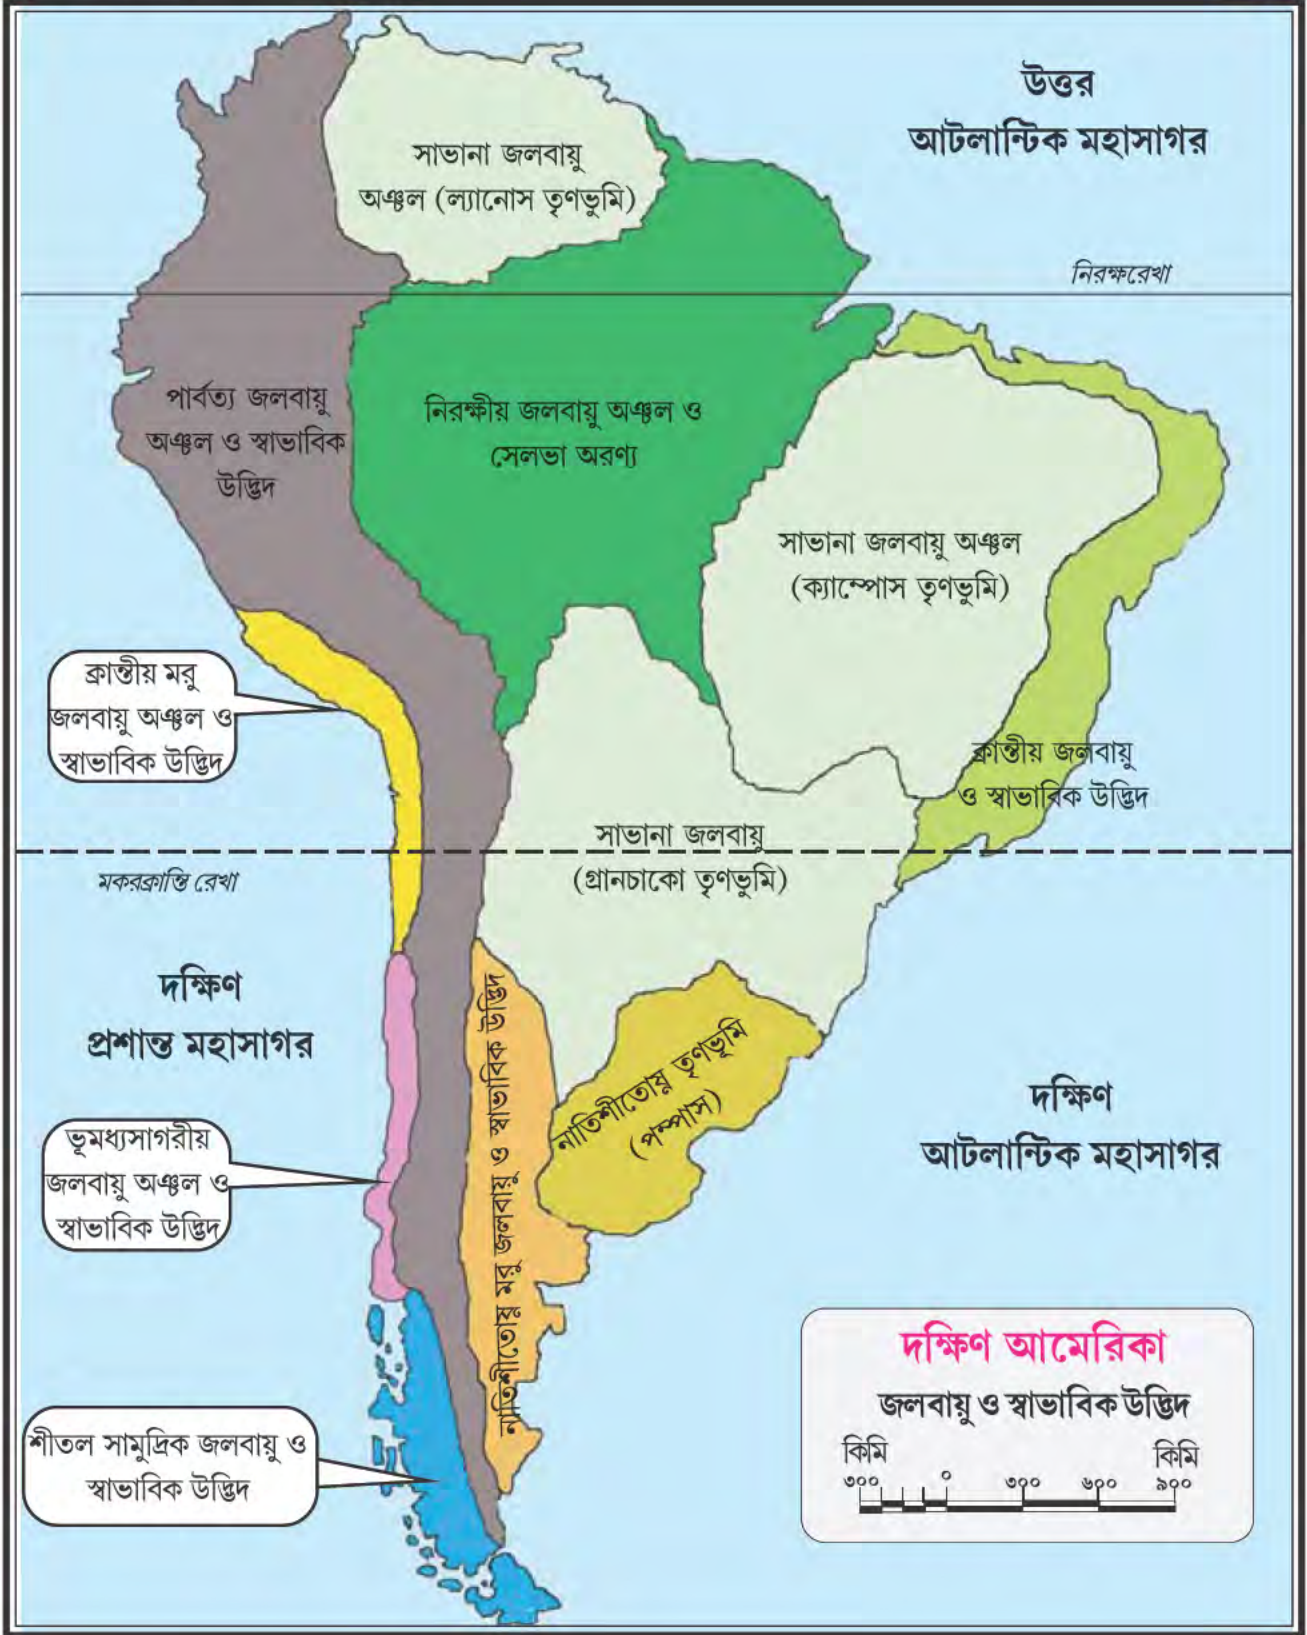 উত্তর
আটলান্টিক মহাসাগর
সাভানা জলবায়ু
অঞ্চল (ল্যানোস তৃণভুমি)
নিরক্ষরেখা
পার্বত্য জলবায়ু
অঞ্চল ও স্বাভাবিক
উদ্ভিদ
নিরক্ষীয় জলবায়ু অঞ্চল ও
সেলভা অরণ্য
সাভানা জলবায়ু অঞ্চল
(ক্যাম্পোস তৃণভুমি)
ক্রান্তীয় মরু
জলবায়ু অঞ্চল ও
স্বাভাবিক উদ্ভিদ
ক্রান্তীয় জলবায়ু
ও স্বাভাবিক উদ্ভিদ
সাভানা জলবায়ু
(গ্রানচাকো তৃণভুমি)
মকরক্রান্তি রেখা
দক্ষিণ
প্রশান্ত মহাসাগর
নাতিশীতোষ্ণ মরু জলবায়ু ও স্বাভাবিক উদ্ভিদ
নাতিশীতোষ্ণ তৃণভূমি
(পম্পাস)
দক্ষিণ
আটলান্টিক মহাসাগর
ভূমধ্যসাগরীয়
জলবায়ু অঞ্চল ও
স্বাভাবিক উদ্ভিদ
শীতল সামুদ্রিক জলবায়ু ও
স্বাভাবিক উদ্ভিদ
দক্ষিণ আমেরিকা
জলবায়ু ও স্বাভাবিক উদ্ভিদ
কিমি কিমি
৩০০ ০ ৩০০ ৬০০ ৯০০